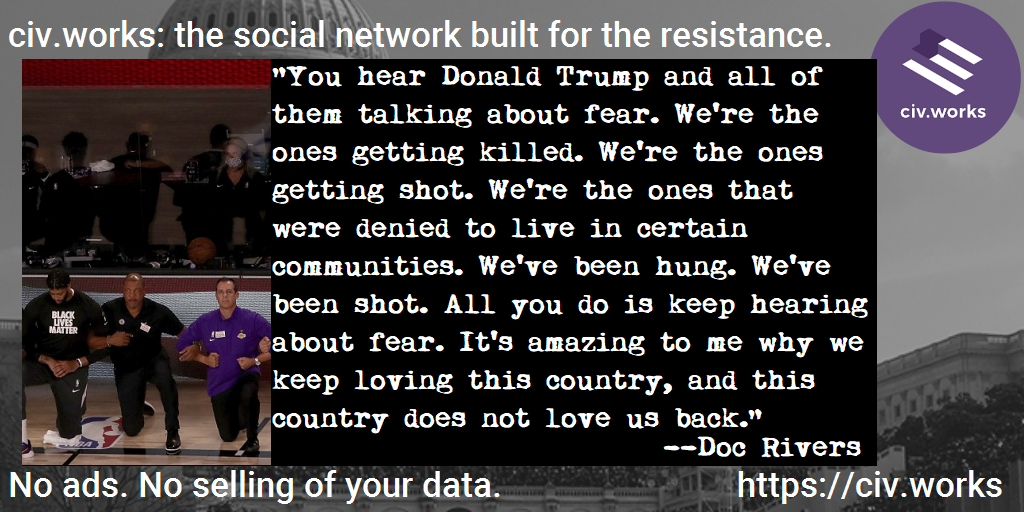 civ.works: the social network built for the resistance.
civ.works
"You hear Donald Trump and all of
them talking about fear. We're the
ones getting killed. We're the ones
getting shot. We're the ones that
were denied to live in certain
communities. We've been hung. We've
been shot. All you do is keep hearing
about fear. It's amazing to me why we
keep loving this country, and this
country does not love us back."
--Doc Rivers
BLACK
LIVES
MATTER
No ads. No selling of your data.
https://civ.works